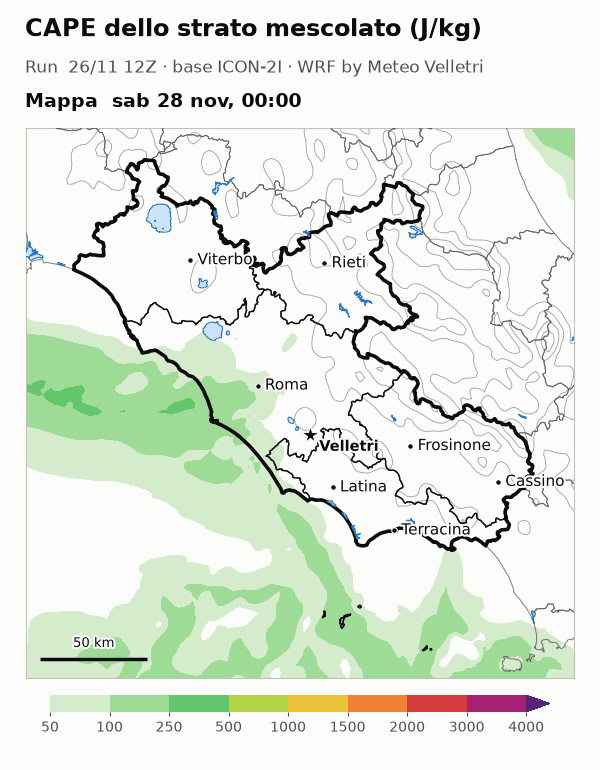 CAPE dello strato mescolato (J/kg)
Run 26/11 12Z · base ICON-2I · WRF by Meteo Velletri
Mappa sab 28 nov, 00:00
Viterbo
Rieti
Roma
Velletri
Frosinone
Latina
Cassino
Terracina
50 km
50 100 250 500 1000 1500 2000 3000 4000